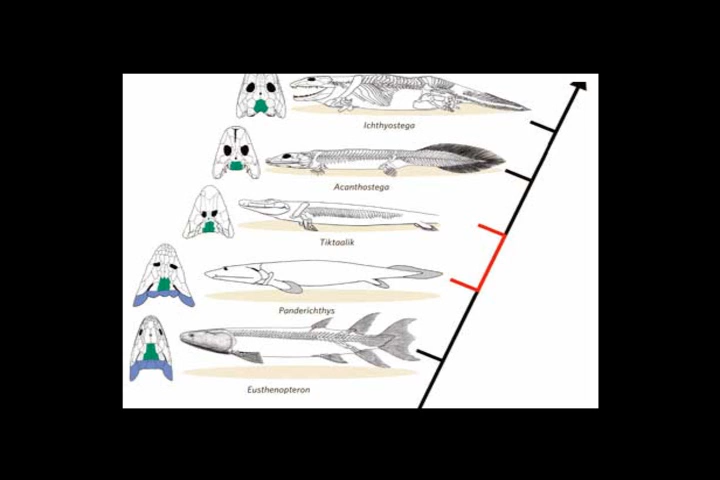 Ichthyostega
Acanthostega
Tiktaalik
Panderichthys
Eusthenopteron